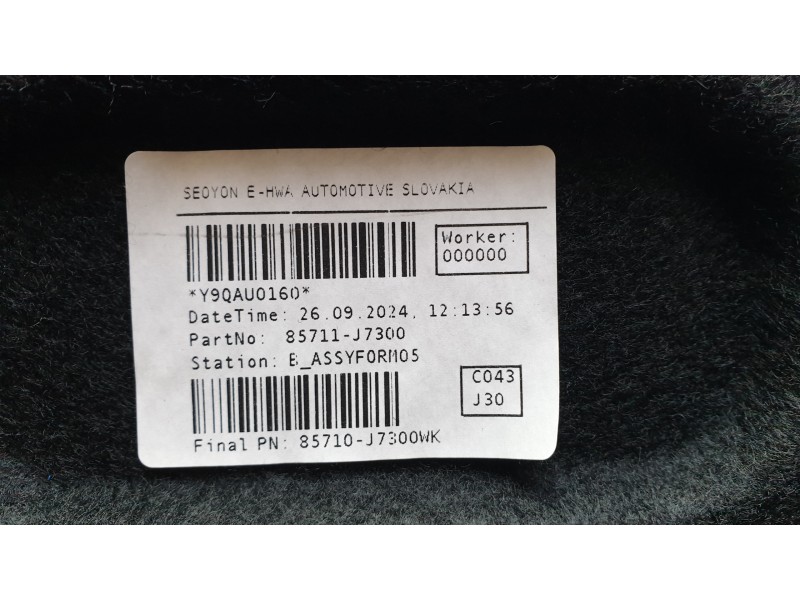 SEOYON E-HWA AUTOMOTIVE SLOVAKIA
Worker:
000000
*Y9QAU0160*
DateTime: 26.09.2024, 12:13:56
PartNo: 85711-J7300
Station: B_ASSYFORM05
C043
J30
Final PN: 85710-J7300WK